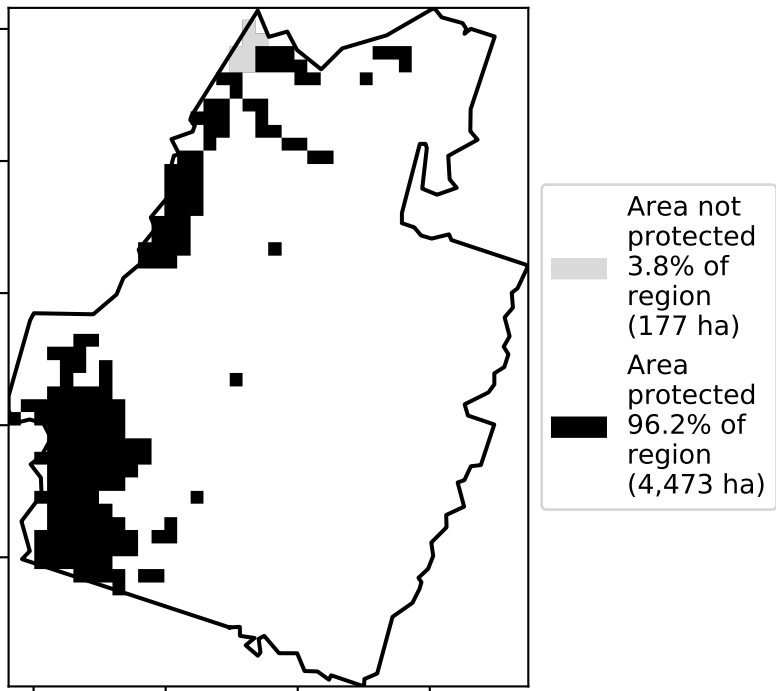 Area not
protected
3.8% of
region
(177 ha)
Area
protected
96.2% of
region
(4,473 ha)